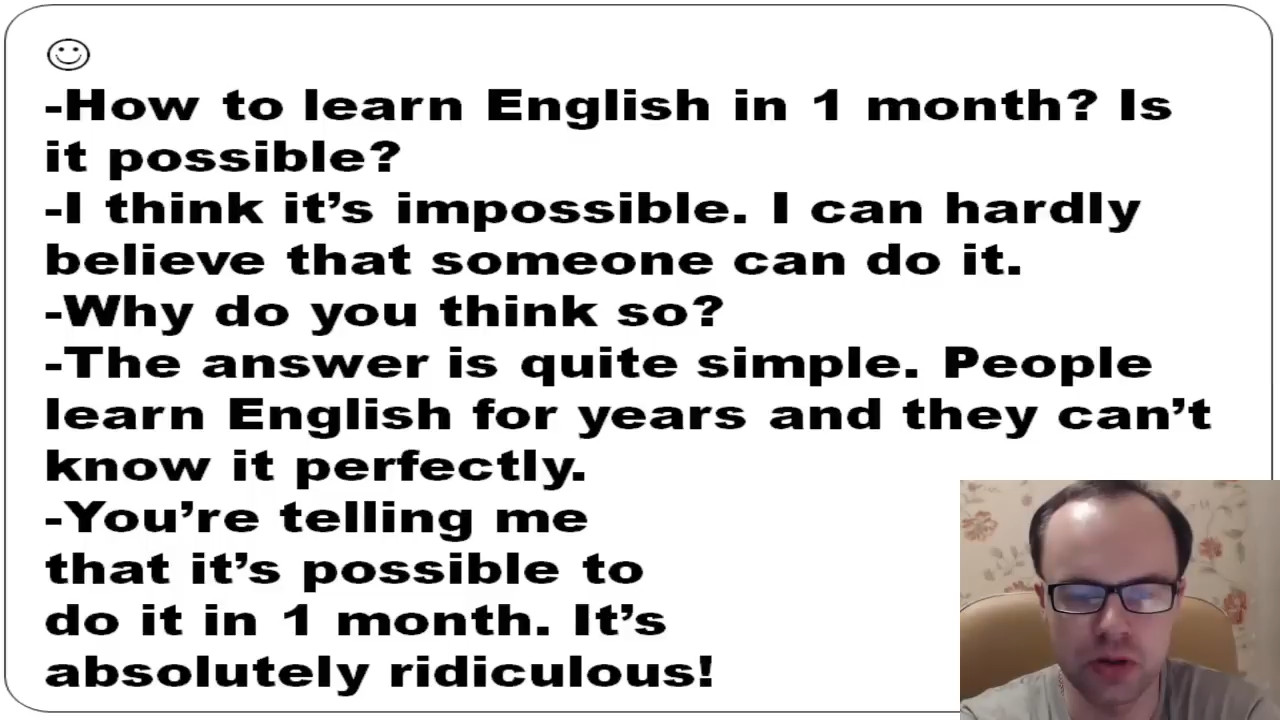 -How to learn English in 1 month? Is
it possible?
-I think it’s impossible. I can hardly
believe that someone can do it.
-Why do you think so?
-The answer is quite simple. People
learn English for years and they can’t
know it perfectly.
-You’re telling me
that it’s possible to
do it in 1 month. It’s
absolutely ridiculous!